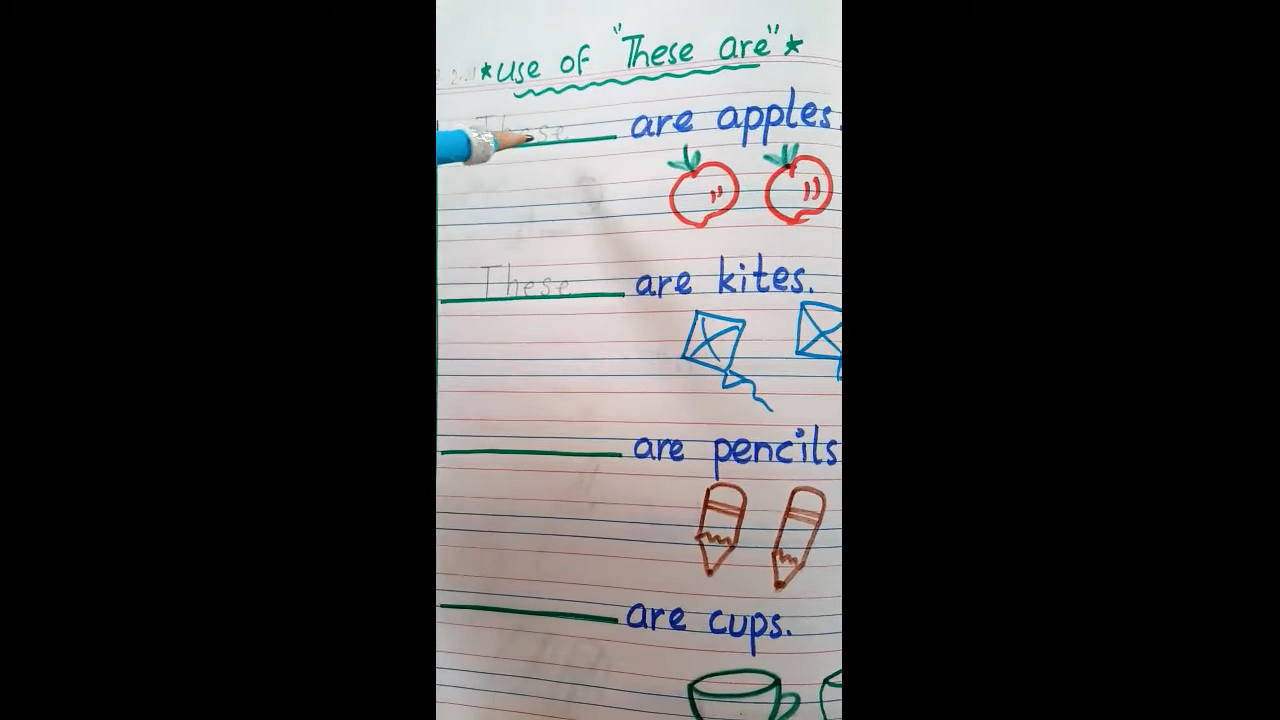 *use of "These are"*
These are apples.
These are kites.
are pencils
are cups.